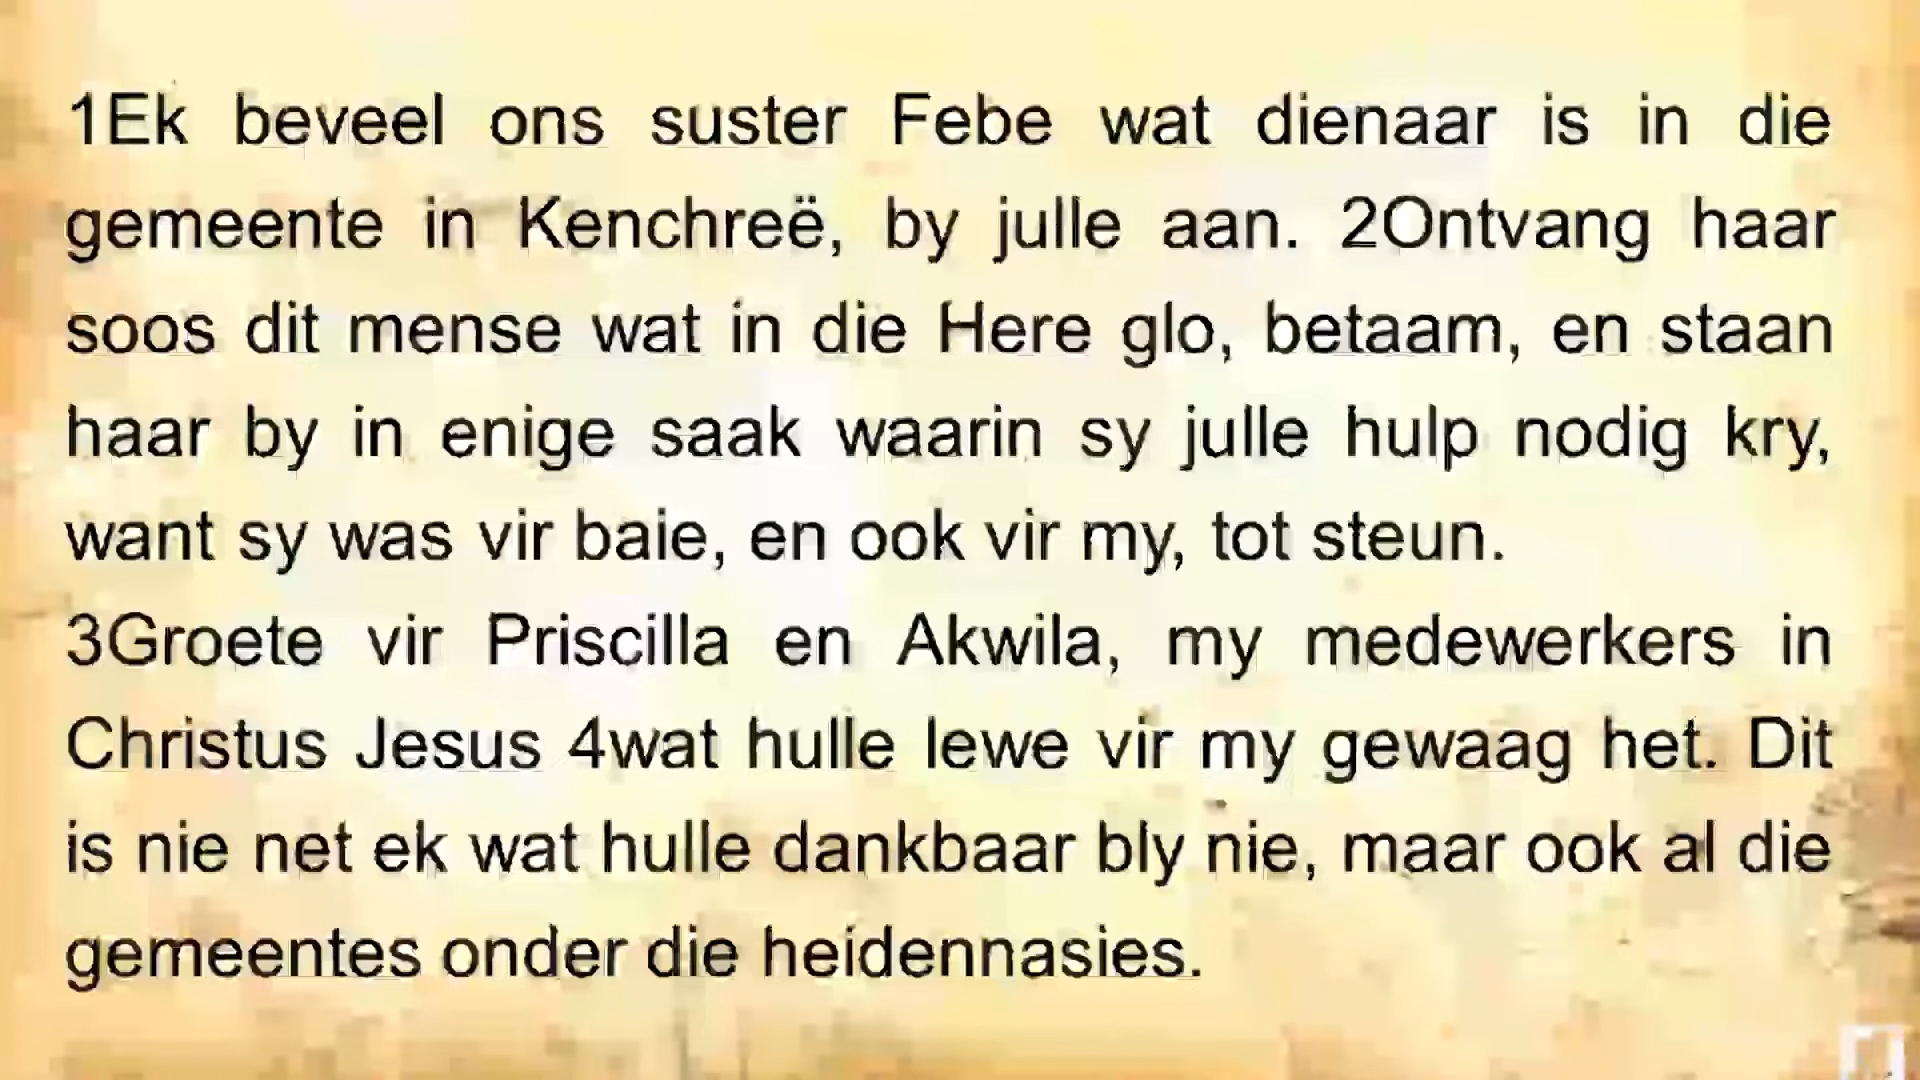 1Ek beveel ons suster Febe wat dienaar is in die
gemeente in Kenchreë, by julle aan. 2Ontvang haar
soos dit mense wat in die Here glo, betaam, en staan
haar by in enige saak waarin sy julle hulp nodig kry,
want sy was vir baie, en ook vir my, tot steun.
3Groete vir Priscilla en Akwila, my medewerkers in
Christus Jesus 4wat hulle lewe vir my gewaag het. Dit
is nie net ek wat hulle dankbaar bly nie, maar ook al die
gemeentes onder die heidennasies.